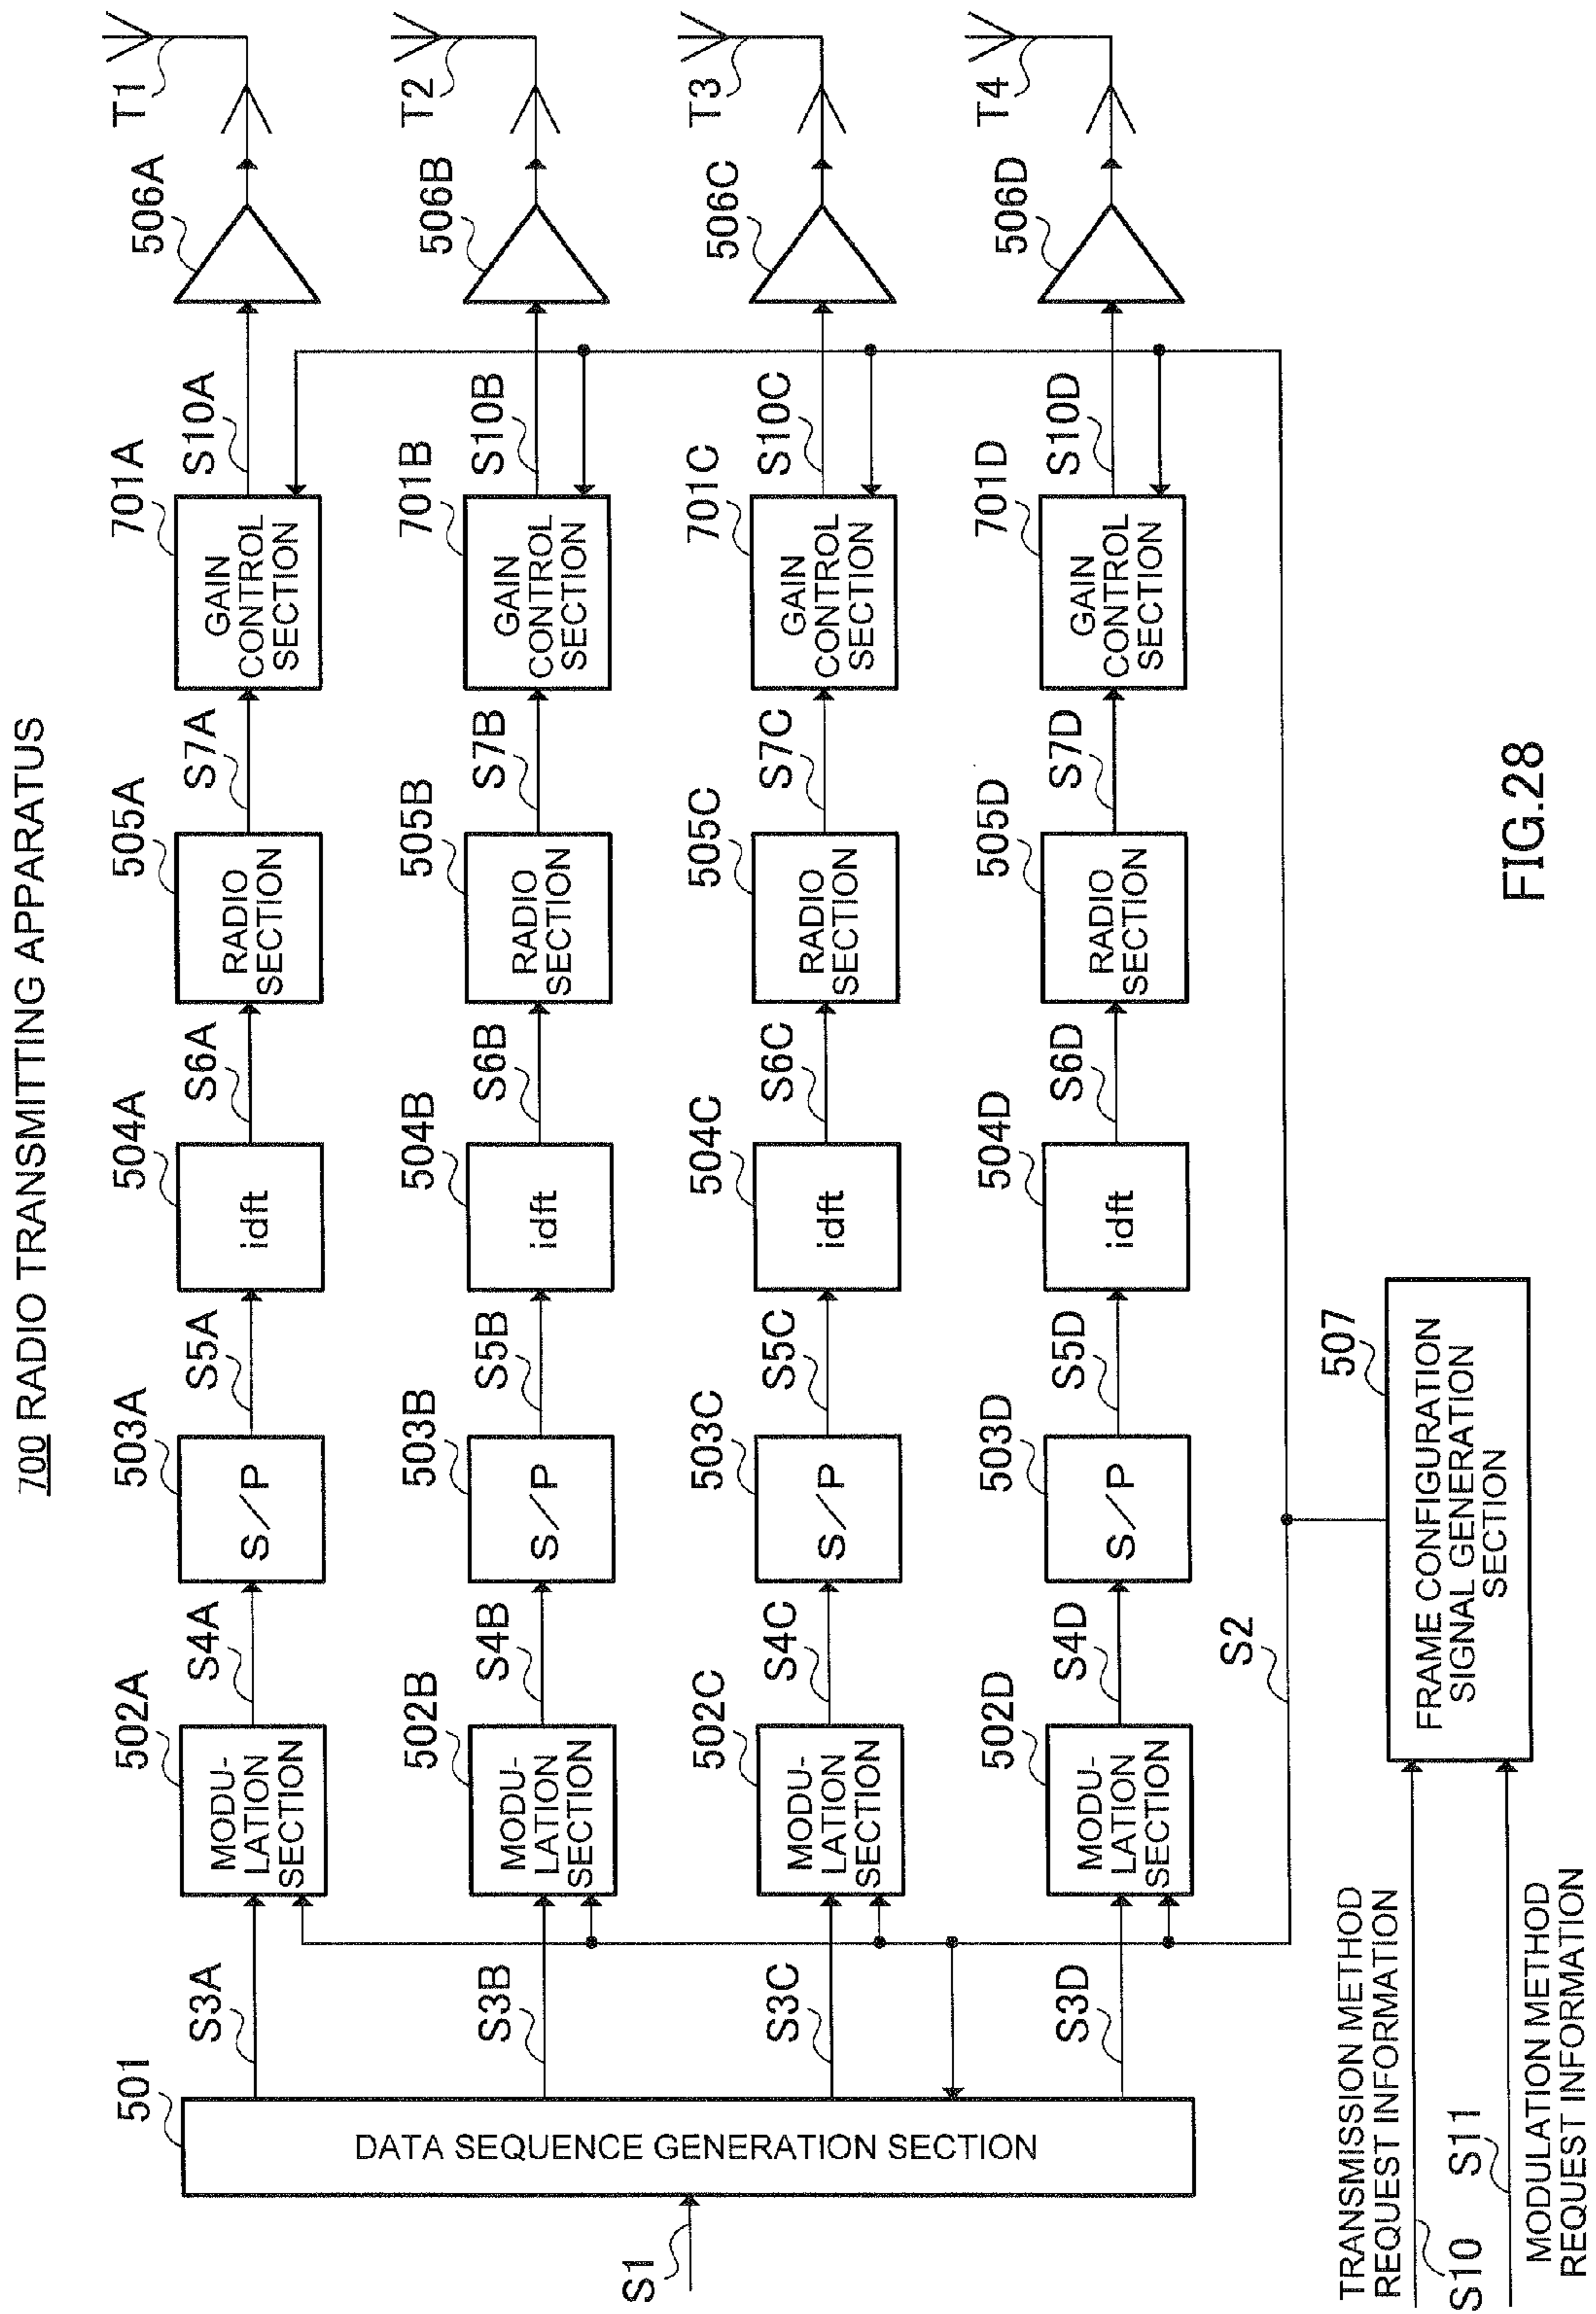 700 RADIO TRANSMITTING APPARATUS
S1
501
DATA SEQUENCE GENERATION SECTION
S3A
502A
MODU-
LATION
SECTION
S4A
503A
S/P
S5A
504A
idft
S6A
505A
RADIO
SECTION
S7A
701A
GAIN
CONTROL
SECTION
S10A
506A
T1
S3B
502B
MODU-
LATION
SECTION
S4B
503B
S/P
S5B
504B
idft
S6B
505B
RADIO
SECTION
S7B
701B
GAIN
CONTROL
SECTION
S10B
506B
T2
S3C
502C
MODU-
LATION
SECTION
S4C
503C
S/P
S5C
504C
idft
S6C
505C
RADIO
SECTION
S7C
701C
GAIN
CONTROL
SECTION
S10C
506C
T3
S3D
502D
MODU-
LATION
SECTION
S4D
503D
S/P
S5D
504D
idft
S6D
505D
RADIO
SECTION
S7D
701D
GAIN
CONTROL
SECTION
S10D
506D
T4
S2
507
FRAME CONFIGURATION
SIGNAL GENERATION
SECTION
TRANSMISSION METHOD
REQUEST INFORMATION
S10
S11
MODULATION METHOD
REQUEST INFORMATION
FIG.28